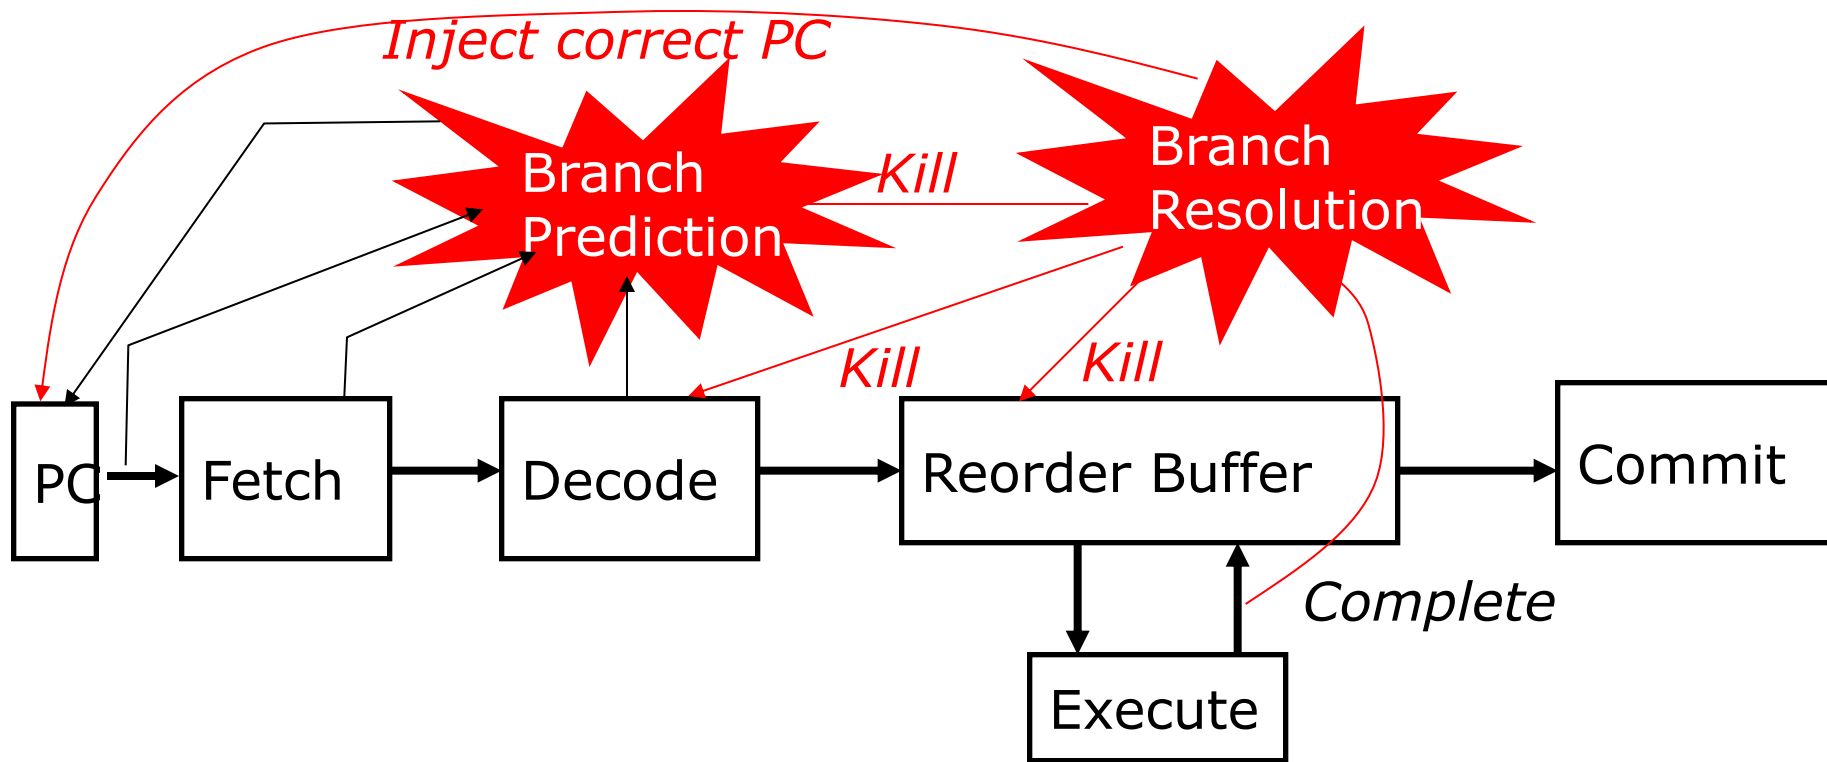 Inject correct PC
Branch
Prediction
Kill
Branch
Resolution
Kill
Kill
PC
Fetch
Decode
Reorder Buffer
Commit
Complete
Execute